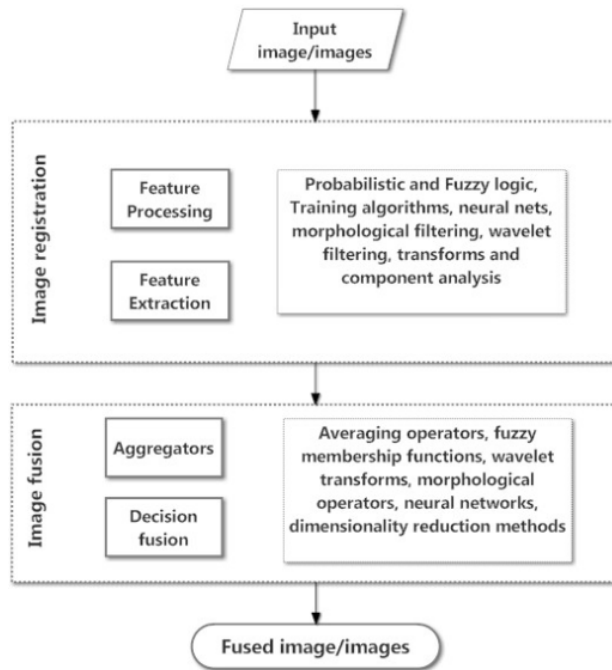 Input
image/images
Image registration
Feature
Processing
Feature
Extraction
Probabilistic and Fuzzy logic,
Training algorithms, neural nets,
morphological filtering, wavelet
filtering, transforms and
component analysis
Image fusion
Aggregators
Decision
fusion
Averaging operators, fuzzy
membership functions, wavelet
transforms, morphological
operators, neural networks,
dimensionality reduction methods
Fused image/images